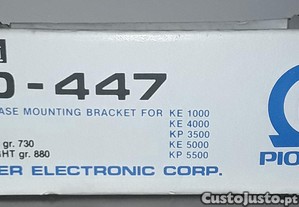 D-447
ASE MOUNTING BRACKET FOR KE 1000
KE 4000
KP 3500
gr. 730 KE 5000
HT gr. 880 KP 5500
ER ELECTRONIC CORP.
PIO
CustoJusto.pt